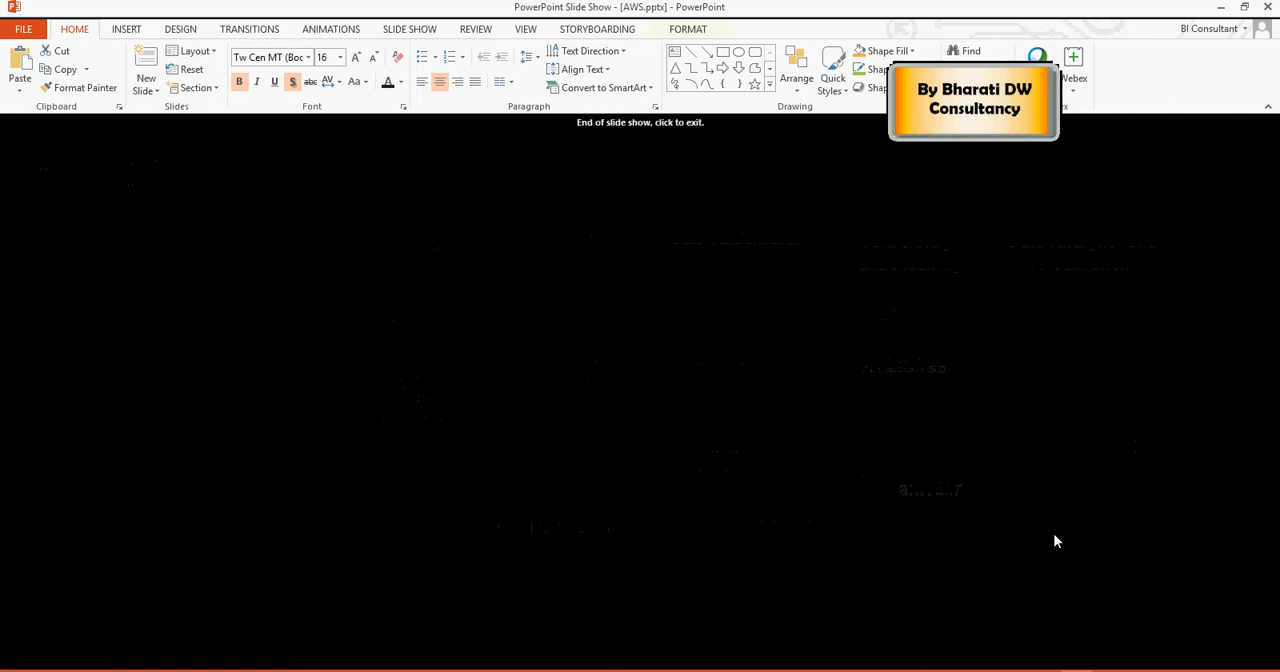 PowerPoint Slide Show - [AWS.pptx] - PowerPoint
FILE HOME INSERT DESIGN TRANSITIONS ANIMATIONS SLIDE SHOW REVIEW VIEW STORYBOARDING FORMAT BI Consultant
Cut Layout Tw Cen MT (Boc 16 Text Direction Shape Fill Find
Copy Reset Align Text
Paste New Arrange Quick Webex
Format Painter Slide Section Convert to SmartArt Styles
Clipboard Slides Font Paragraph Drawing
By Bharati DW
Consultancy
End of slide show, click to exit.